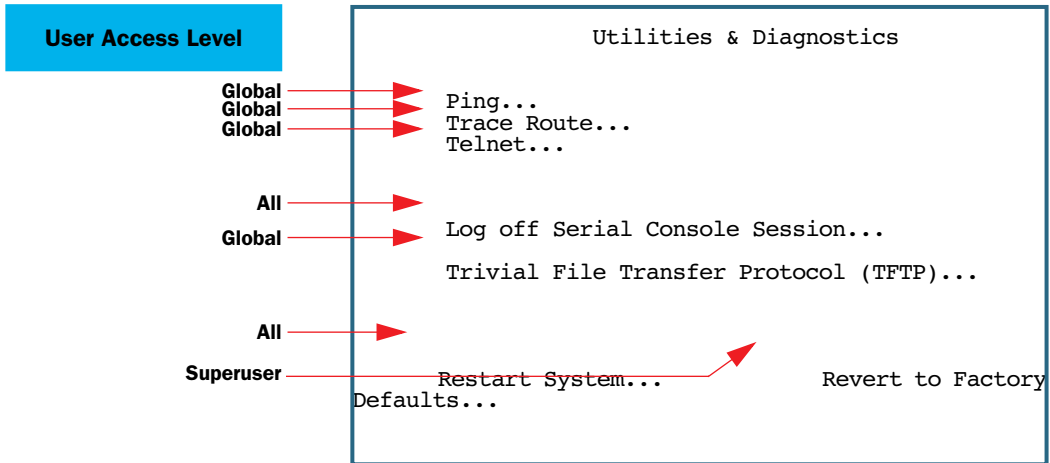 User Access Level
Utilities & Diagnostics
Global
Global
Global
Ping...
Trace Route...
Telnet...
All
Log off Serial Console Session...
Global
Trivial File Transfer Protocol (TFTP)...
All
Superuser
Restart System... Revert to Factory
Defaults...